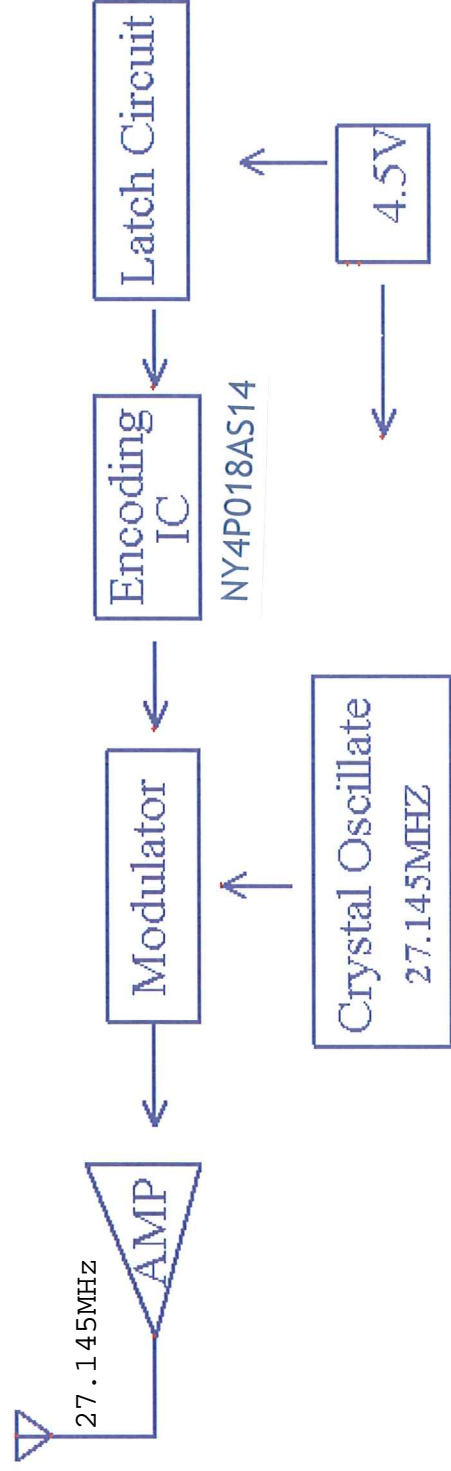 27.145MHz
AMP
Modulator
Encoding
IC
NY4P018AS14
Latch Circuit
Crystal Oscillate
27.145MHZ
4.5V